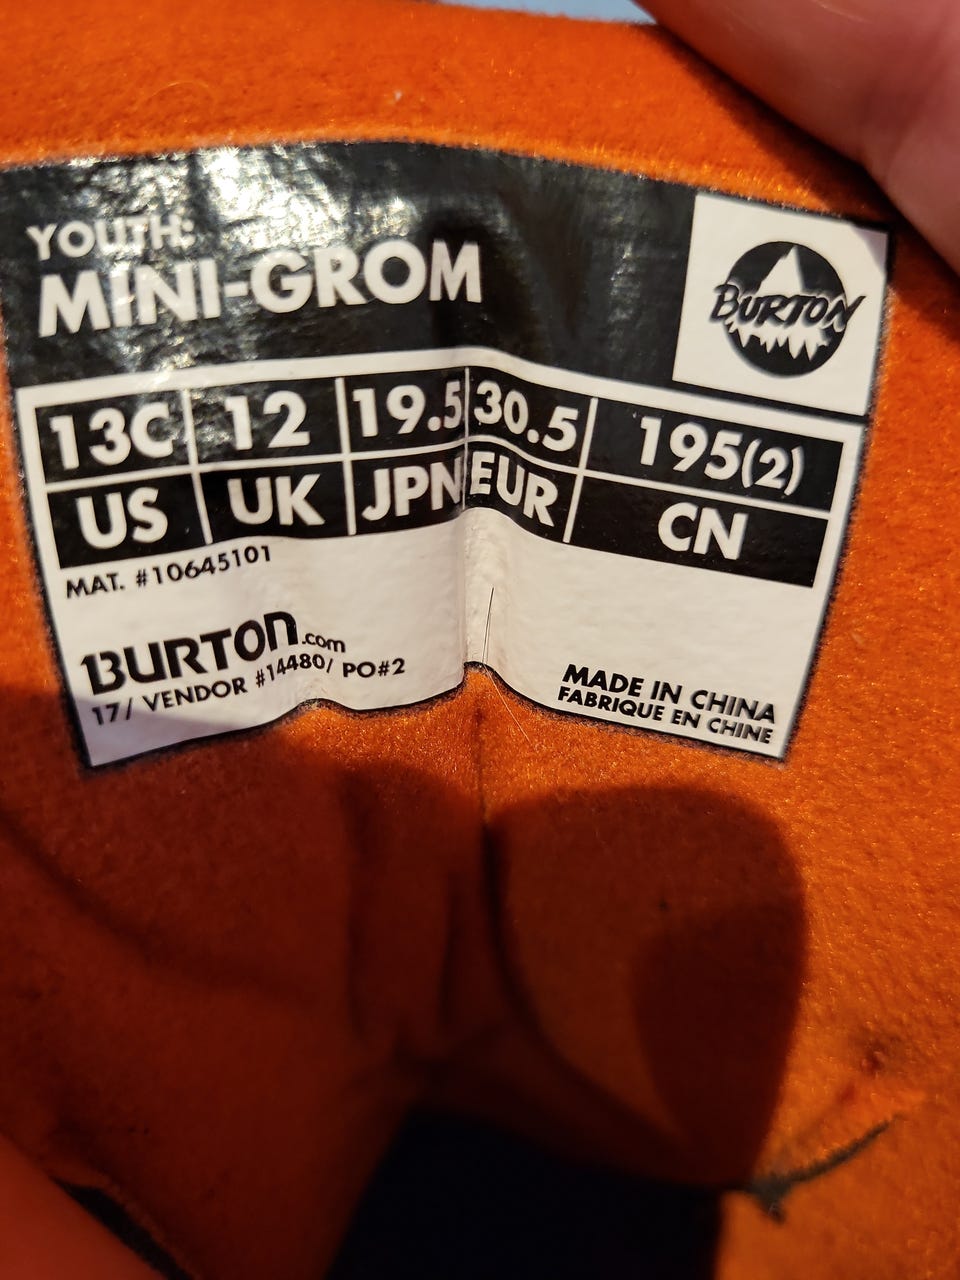 YOUTH:
MINI-GROM
BURTON
13C 12 19.5 30.5 195(2)
US UK JPN EUR CN
MAT. #10645101
BURTON.com
17/ VENDOR #14480/ PO#2
MADE IN CHINA
FABRIQUE EN CHINE